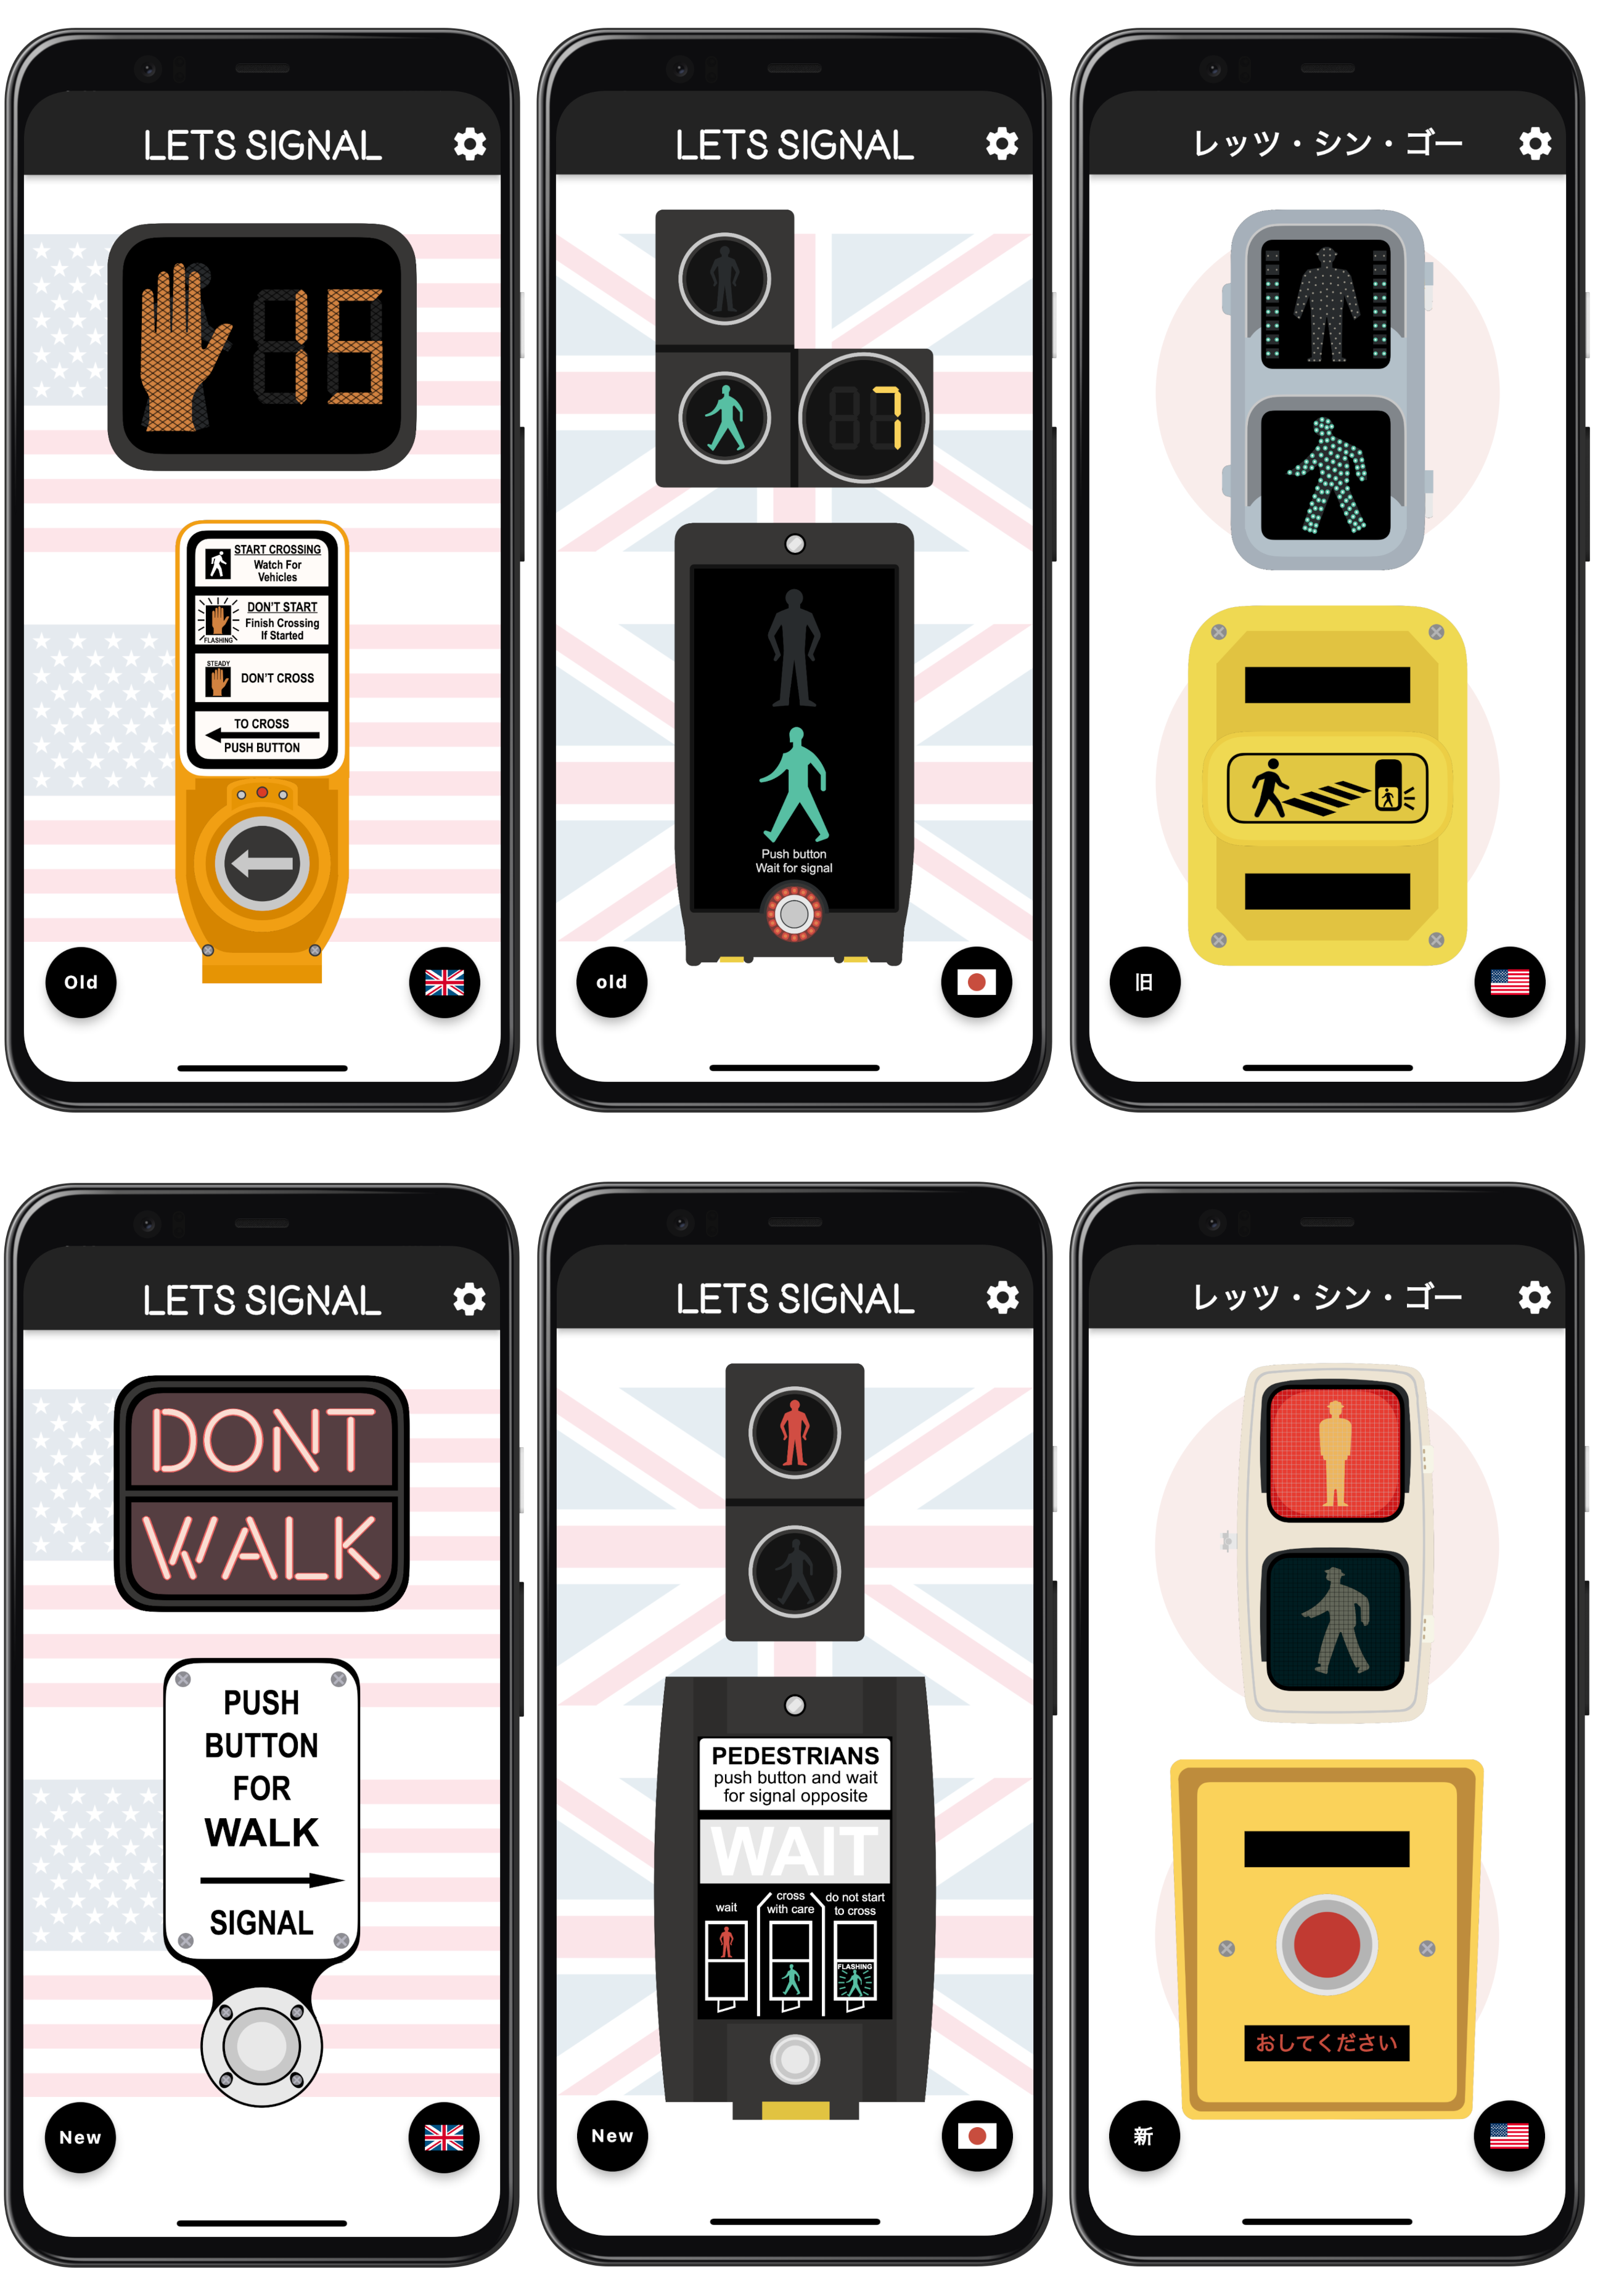 LETS SIGNAL
15
START CROSSING
Watch For
Vehicles
DON'T START
Finish Crossing
If Started
FLASHING
STEADY
DON'T CROSS
TO CROSS
PUSH BUTTON
Old
LETS SIGNAL
7
Push button
Wait for signal
old
レッツ・シン・ゴー
旧
LETS SIGNAL
DONT
WALK
PUSH
BUTTON
FOR
WALK
SIGNAL
New
LETS SIGNAL
PEDESTRIANS
push button and wait
for signal opposite
WAIT
wait
cross
with care
do not start
to cross
FLASHING
New
レッツ・シン・ゴー
おしてください
新